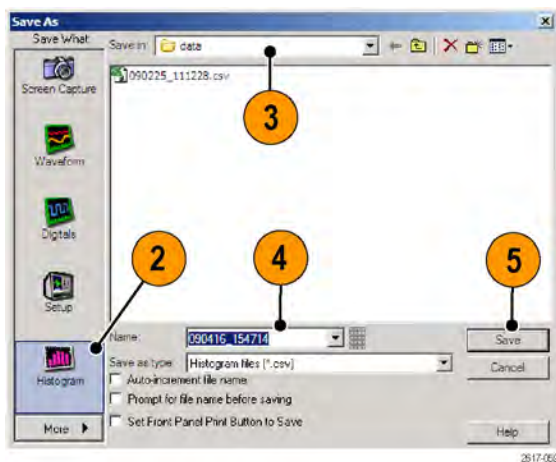 Save As
Save What
Save in: data
Screen Capture
090225_111228.csv
3
Waveform
Digitals
2
4
5
Setup
Name: 090416_154714
Save
Save as type: Histogram files (*.csv)
Cancel
Histogram
Auto-increment file name
Prompt for file name before saving
Set Front Panel Print Button to Save
More
Help